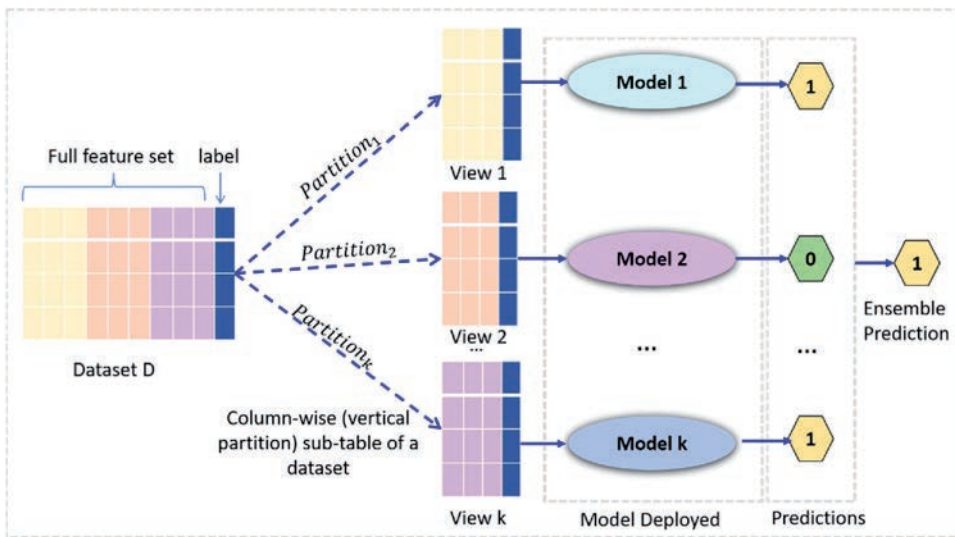 Full feature set
label
Dataset D
Partition₁
Partition₂
Partitionₖ
Column-wise (vertical
partition) sub-table of a
dataset
View 1
View 2
...
View k
Model 1
Model 2
...
Model k
Model Deployed
1
0
...
1
Predictions
1
Ensemble
Prediction